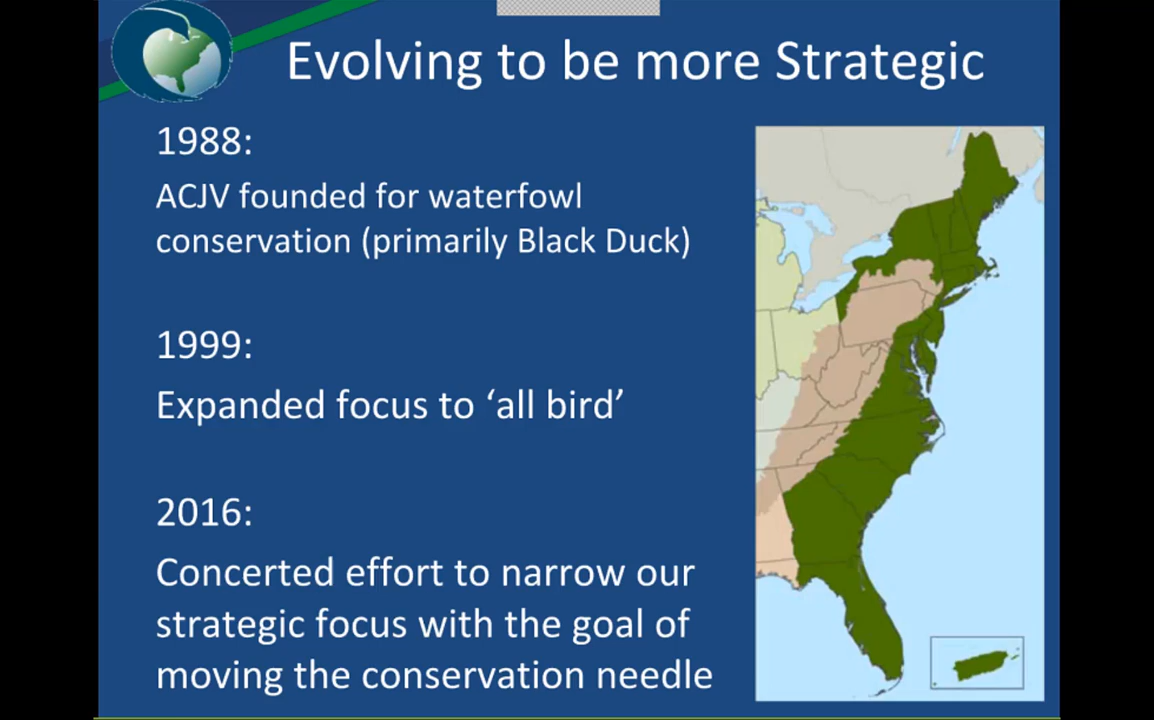 Evolving to be more Strategic
1988:
ACJV founded for waterfowl
conservation (primarily Black Duck)
1999:
Expanded focus to ‘all bird’
2016:
Concerted effort to narrow our
strategic focus with the goal of
moving the conservation needle